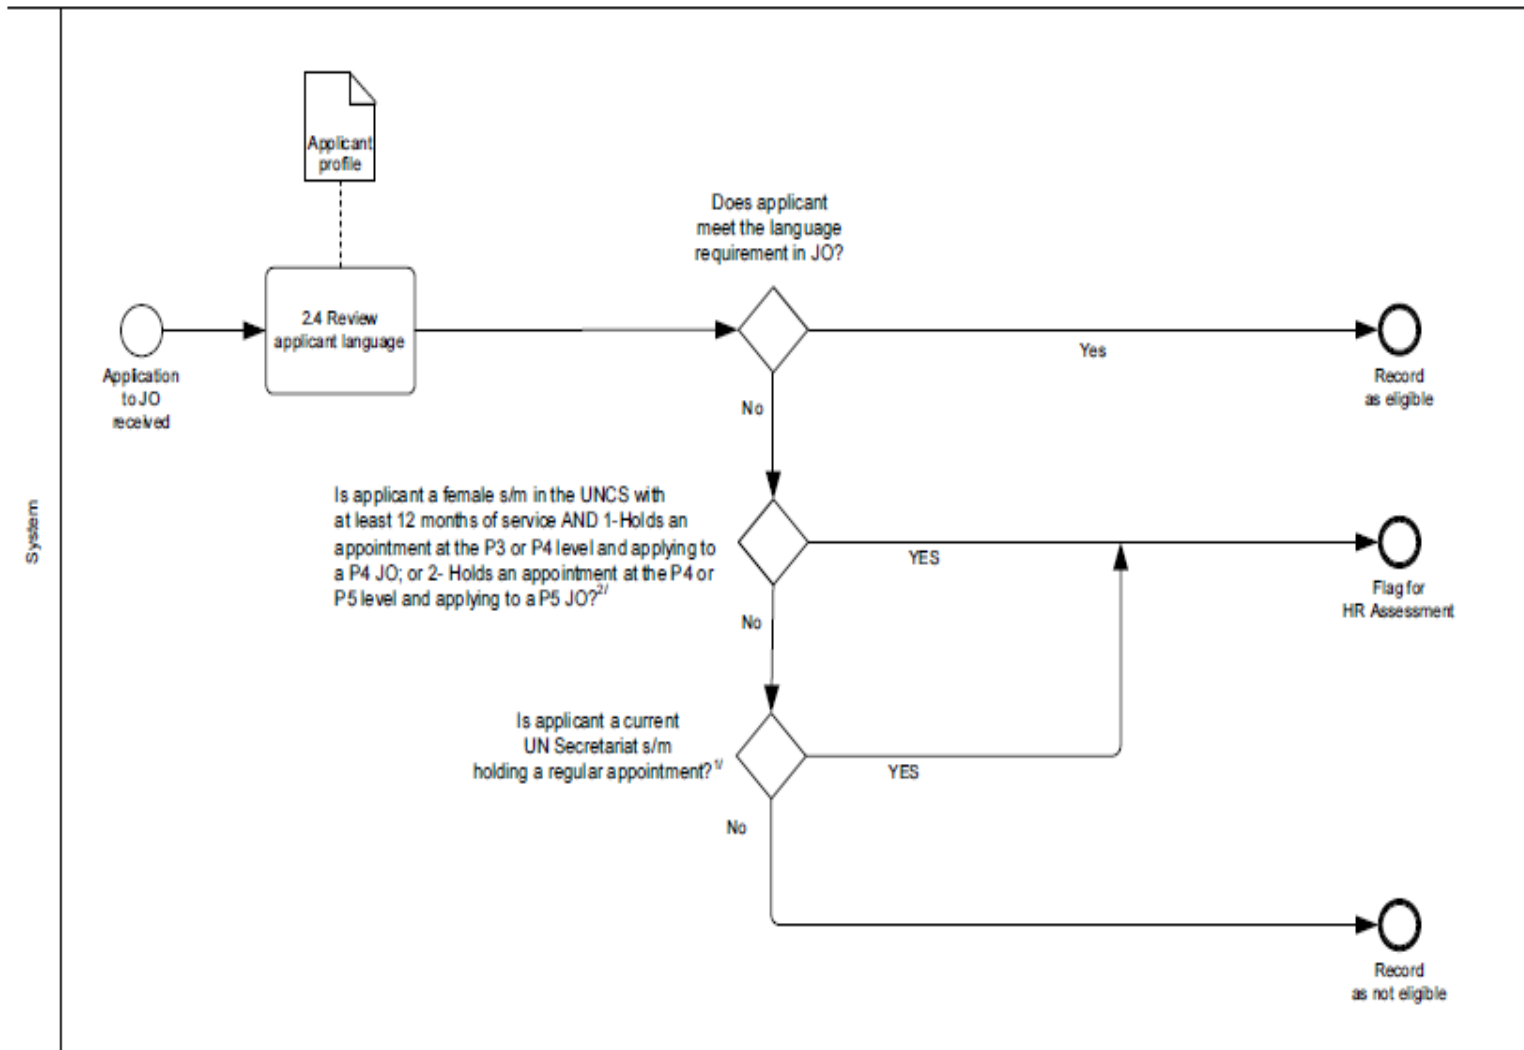 System
Applicant
profile
2.4 Review
applicant language
Application
to JO
received
Does applicant
meet the language
requirement in JO?
Yes
No
Record
as eligible
Is applicant a female s/m in the UNCS with
at least 12 months of service AND 1-Holds an
appointment at the P3 or P4 level and applying to
a P4 JO; or 2- Holds an appointment at the P4 or
P5 level and applying to a P5 JO?2/
YES
No
Flag for
HR Assessment
Is applicant a current
UN Secretariat s/m
holding a regular appointment?1/
YES
No
Record
as not eligible